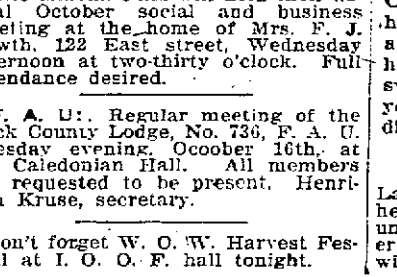 al October social and business
eeting at the home of Mrs. F. J.
wth, 122 East street, Wednesday
ernoon at two-thirty o'clock. Full
endance desired.
F. A. U:. Regular meeting of the
ck County Lodge, No. 736, F. A. U.
esday evening, Ocoober 16th, at
Caledonian Hall. All members
requested to be present. Henri-
a Kruse, secretary.
on't forget W. O. W. Harvest Fes-
al at I. O. O. F. hall tonight.